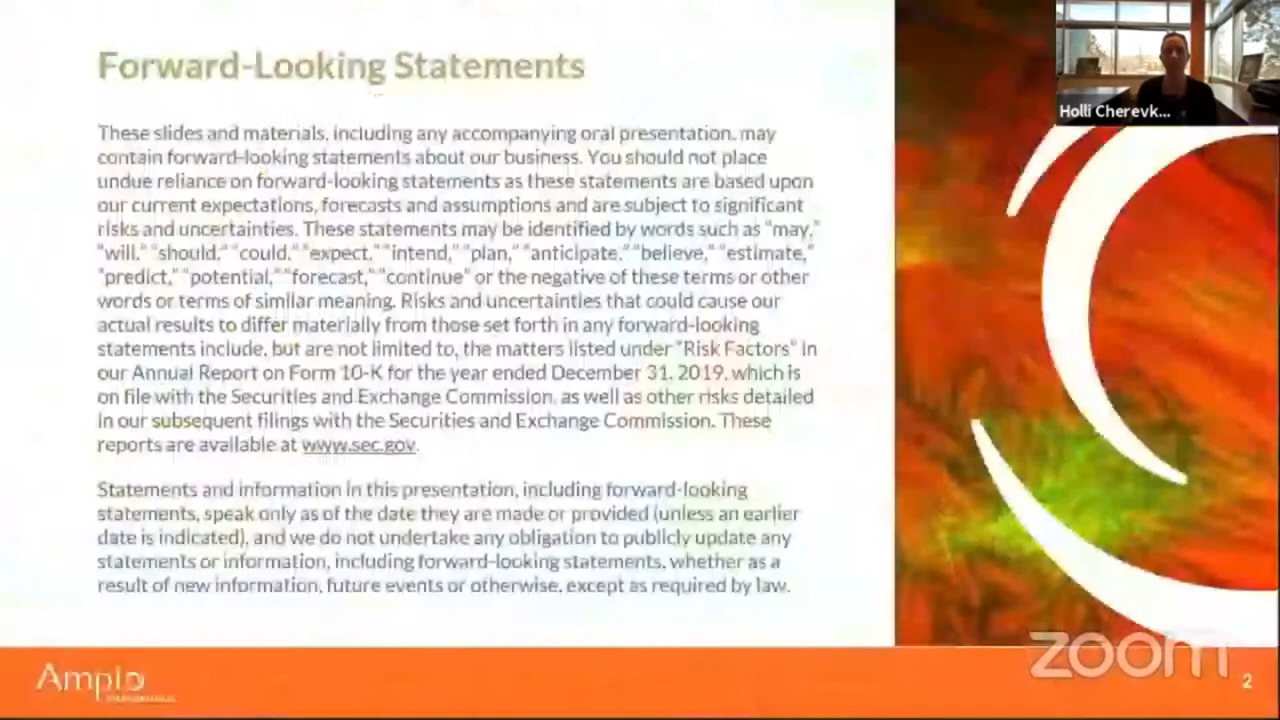 Forward-Looking Statements
Holli Cherevk...
These slides and materials, including any accompanying oral presentation, may
contain forward-looking statements about our business. You should not place
undue reliance on forward-looking statements as these statements are based upon
our current expectations, forecasts and assumptions and are subject to significant
risks and uncertainties. These statements may be identified by words such as "may,"
"will," "should," "could," "expect," "intend," "plan," "anticipate," "believe," "estimate,"
"predict," "potential," "forecast," "continue" or the negative of these terms or other
words or terms of similar meaning. Risks and uncertainties that could cause our
actual results to differ materially from those set forth in any forward-looking
statements include, but are not limited to, the matters listed under "Risk Factors" in
our Annual Report on Form 10-K for the year ended December 31, 2019, which is
on file with the Securities and Exchange Commission, as well as other risks detailed
in our subsequent filings with the Securities and Exchange Commission. These
reports are available at www.sec.gov.
Statements and information in this presentation, including forward-looking
statements, speak only as of the date they are made or provided (unless an earlier
date is indicated), and we do not undertake any obligation to publicly update any
statements or information, including forward-looking statements, whether as a
result of new information, future events or otherwise, except as required by law.
zoom
Ampio
2